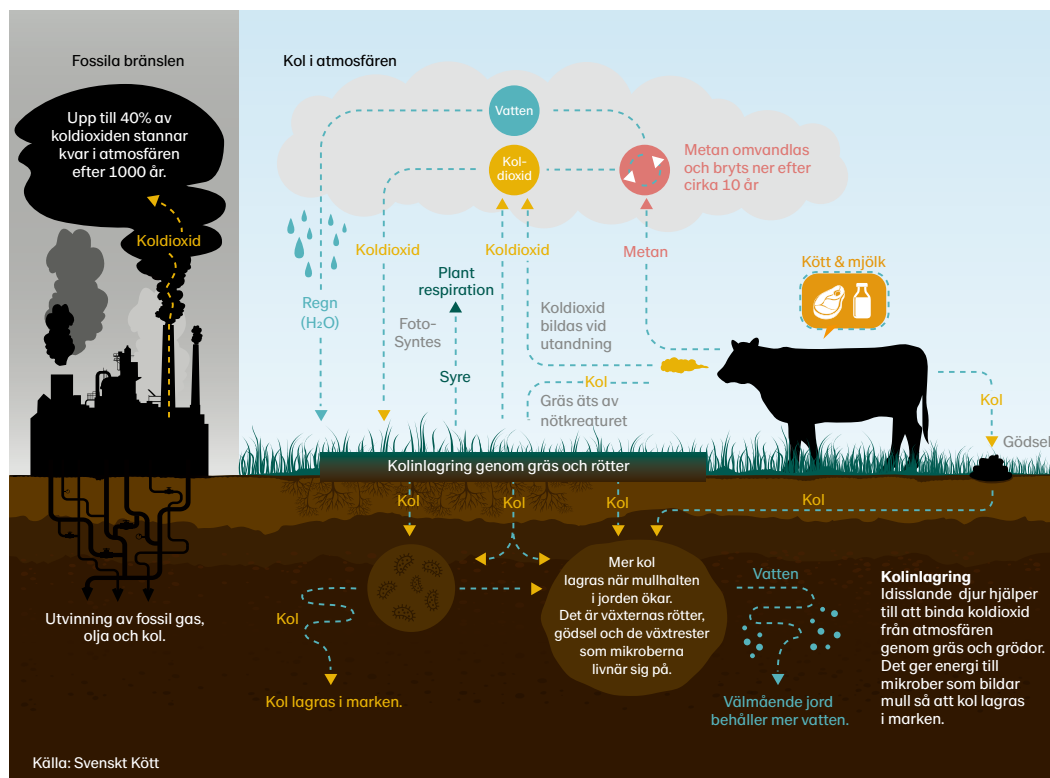 Fossila bränslen
Upp till 40% av
koldioxiden stannar
kvar i atmosfären
efter 1000 år.
Koldioxid
Utvinning av fossil gas,
olja och kol.
Kol i atmosfären
Vatten
Kol-
dioxid
Metan omvandlas
och bryts ner efter
cirka 10 år
Koldioxid
Koldioxid
Metan
Regn
(H₂O)
Foto-
Syntes
Plant
respiration
Syre
Koldioxid
bildas vid
utandning
Kol
Gräs äts av
nötkreaturet
Kött & mjölk
Kol
Gödsel
Kolinlagring genom gräs och rötter
Kol
Kol
Kol
Kol
Mer kol
lagras när mullhalten
i jorden ökar.
Det är växternas rötter,
gödsel och de växtrester
som mikroberna
livnär sig på.
Kol
Kol lagras i marken.
Vatten
Välmående jord
behåller mer vatten.
Kolinlagring
Idisslande djur hjälper
till att binda koldioxid
från atmosfären
genom gräs och grödor.
Det ger energi till
mikrober som bildar
mull så att kol lagras
i marken.
Källa: Svenskt Kött